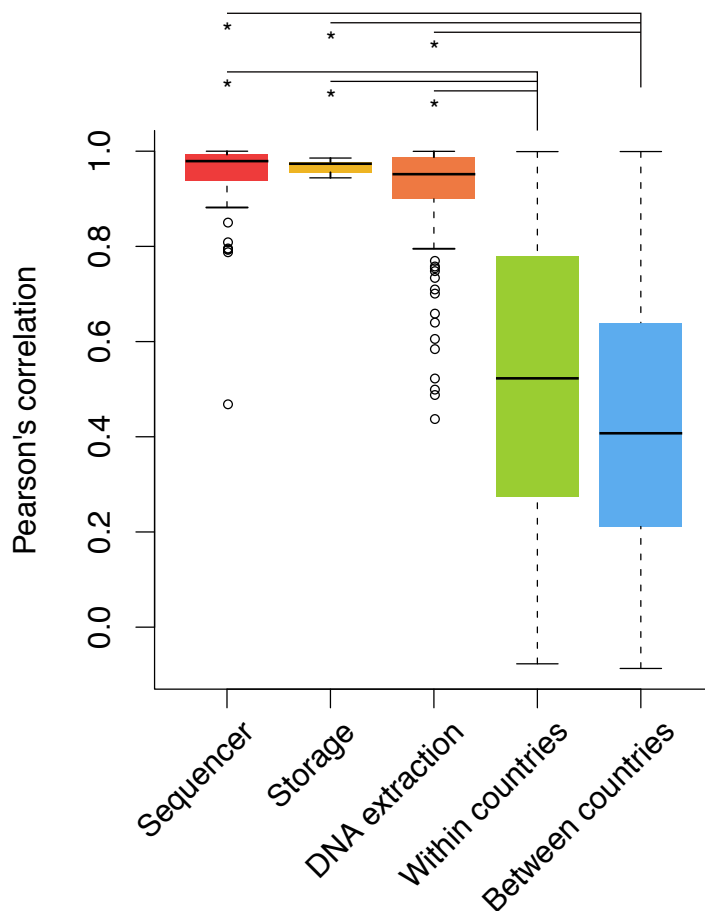 *
*
*
*
*
*
Pearson's correlation
1.0
0.8
0.6
0.4
0.2
0.0
Sequencer
Storage
DNA extraction
Within countries
Between countries